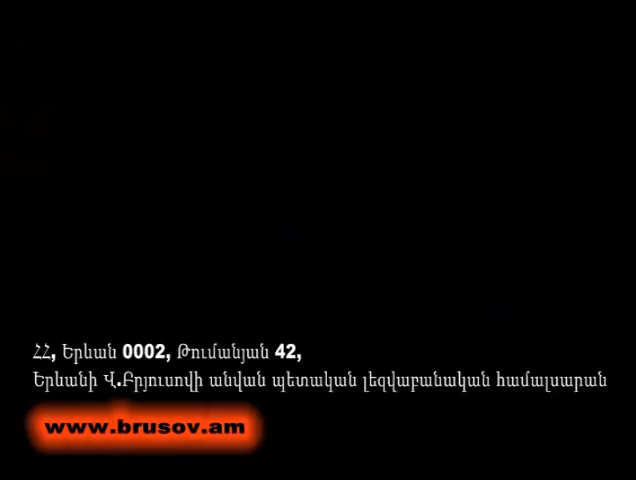 ՀՀ, Երևան 0002, Թումանյան 42,
Երևանի Վ.Բրյուսովի անվան պետական լեզվաբանական համալսարան
www.brusov.am